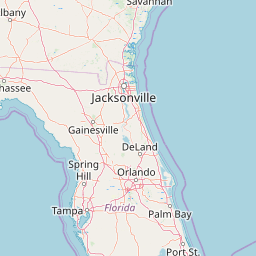 Savannah
lbany
hassee
Jacksonville
Gainesville
DeLand
Spring
Hill
Orlando
Tampa
Florida
Palm Bay
Port St.